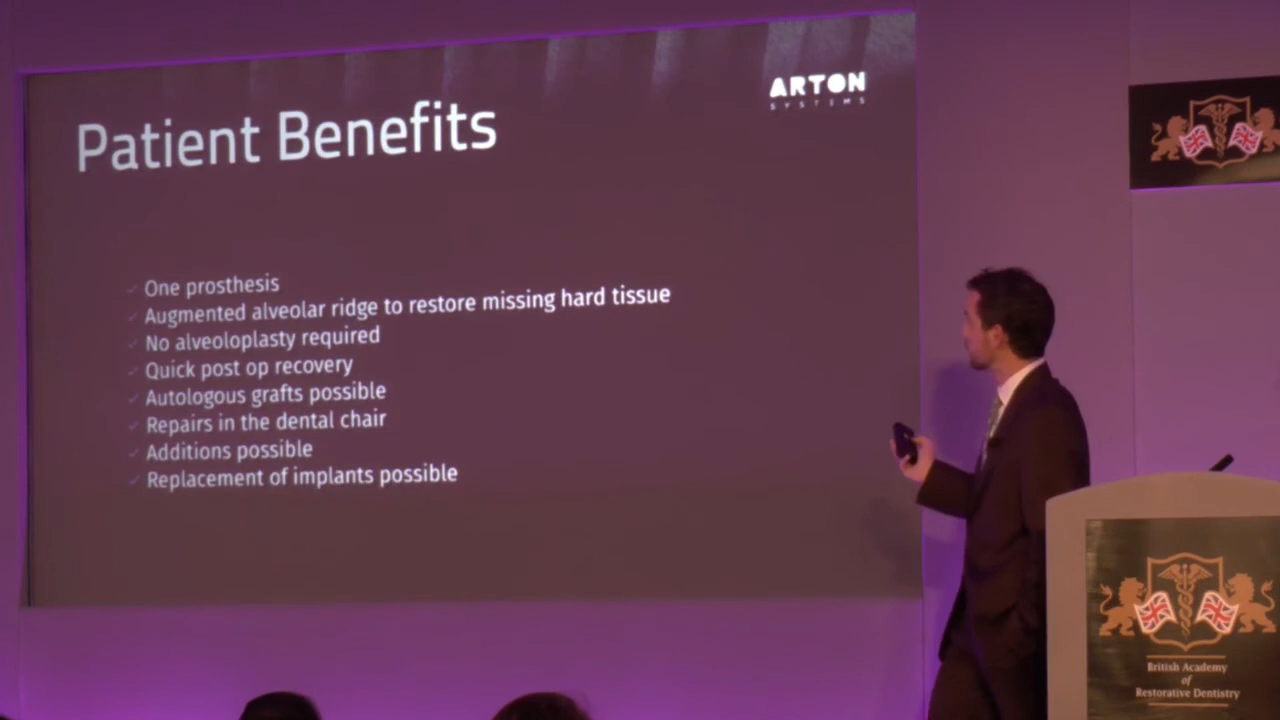 ARTON
SYSTEMS
Patient Benefits
One prosthesis
Augmented alveolar ridge to restore missing hard tissue
No alveoloplasty required
Quick post op recovery
Autologous grafts possible
Repairs in the dental chair
Additions possible
Replacement of implants possible
British Academy
of
Restorative Dentistry